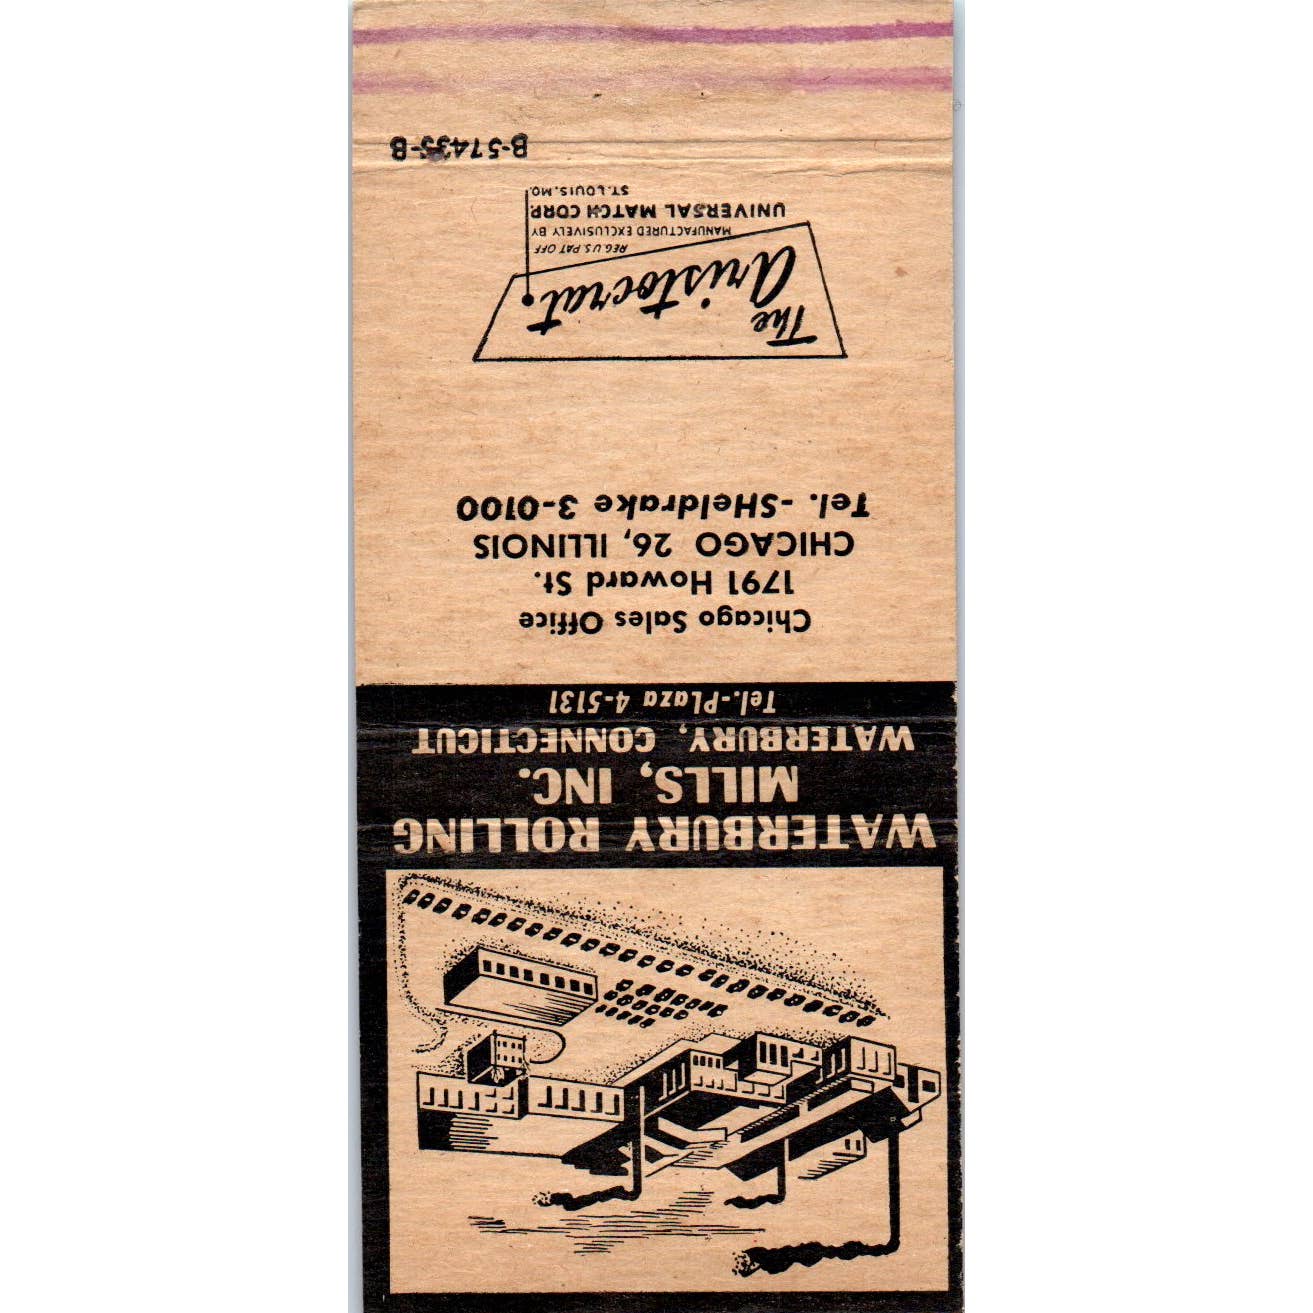 WATERBURY ROLLING
MILLS, INC.
WATERBURY, CONNECTICUT
Tel.-Plaza 4-5131
Chicago Sales Office
1791 Howard St.
CHICAGO 26, ILLINOIS
Tel. -SHeldrake 3-0100
The
Aristocrat
REG. U.S. PAT OFF
MANUFACTURED EXCLUSIVELY BY
UNIVERSAL MATCH CORP.
ST. LOUIS, MO.
B-57435-B